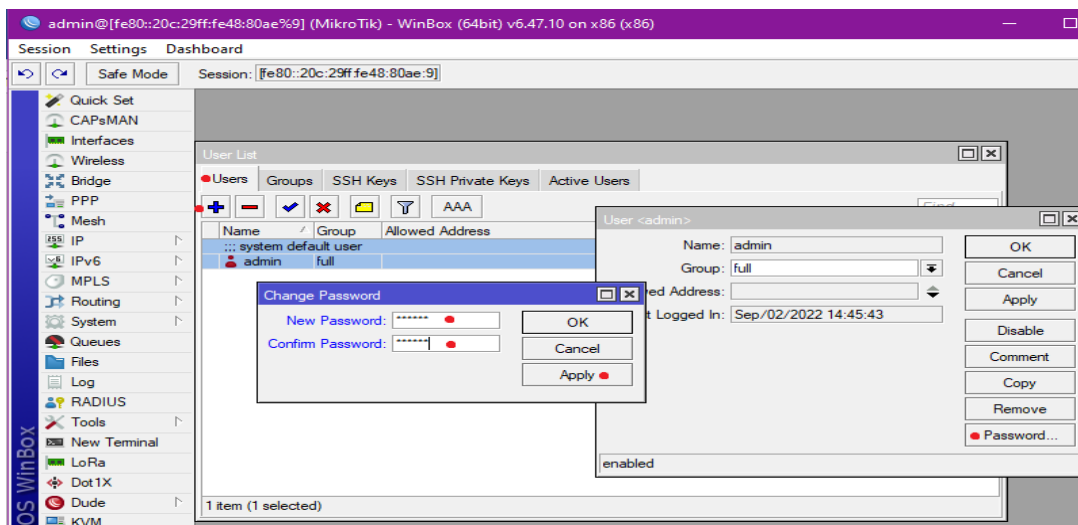 admin@[fe80::20c:29ff:fe48:80ae%9] (MikroTik) - WinBox (64bit) v6.47.10 on x86 (x86)
Session Settings Dashboard
Safe Mode Session: [fe80::20c:29ff:fe48:80ae:9]
Quick Set
CAPsMAN
Interfaces
Wireless
Bridge
PPP
Mesh
IP
IPv6
MPLS
Routing
System
Queues
Files
Log
RADIUS
Tools
New Terminal
LoRa
Dot1X
Dude
KVM
OS WinBox
User List
Users Groups SSH Keys SSH Private Keys Active Users
AAA Find
Name Group Allowed Address
::: system default user
admin full
1 item (1 selected)
Change Password
New Password: ******
Confirm Password: ******
OK
Cancel
Apply
User <admin>
Name: admin
Group: full
ed Address:
t Logged In: Sep/02/2022 14:45:43
OK
Cancel
Apply
Disable
Comment
Copy
Remove
Password...
enabled